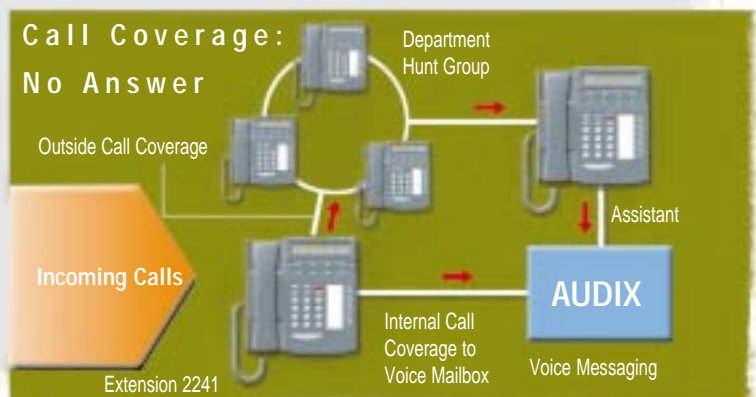 Call Coverage:
No Answer
Department
Hunt Group
Outside Call Coverage
Assistant
Incoming Calls
AUDIX
Internal Call
Coverage to
Voice Mailbox
Voice Messaging
Extension 2241